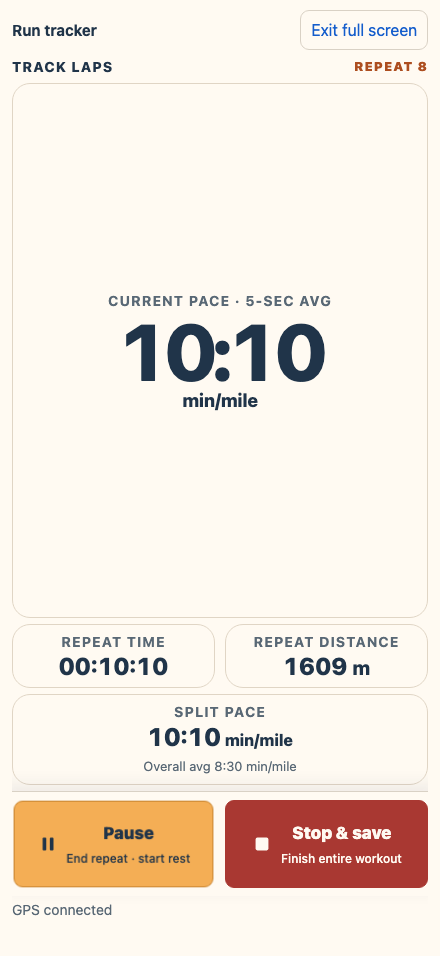 Run tracker
Exit full screen
TRACK LAPS
REPEAT 8
CURRENT PACE · 5-SEC AVG
10:10
min/mile
REPEAT TIME
00:10:10
REPEAT DISTANCE
1609 m
SPLIT PACE
10:10 min/mile
Overall avg 8:30 min/mile
Pause
End repeat · start rest
Stop & save
Finish entire workout
GPS connected